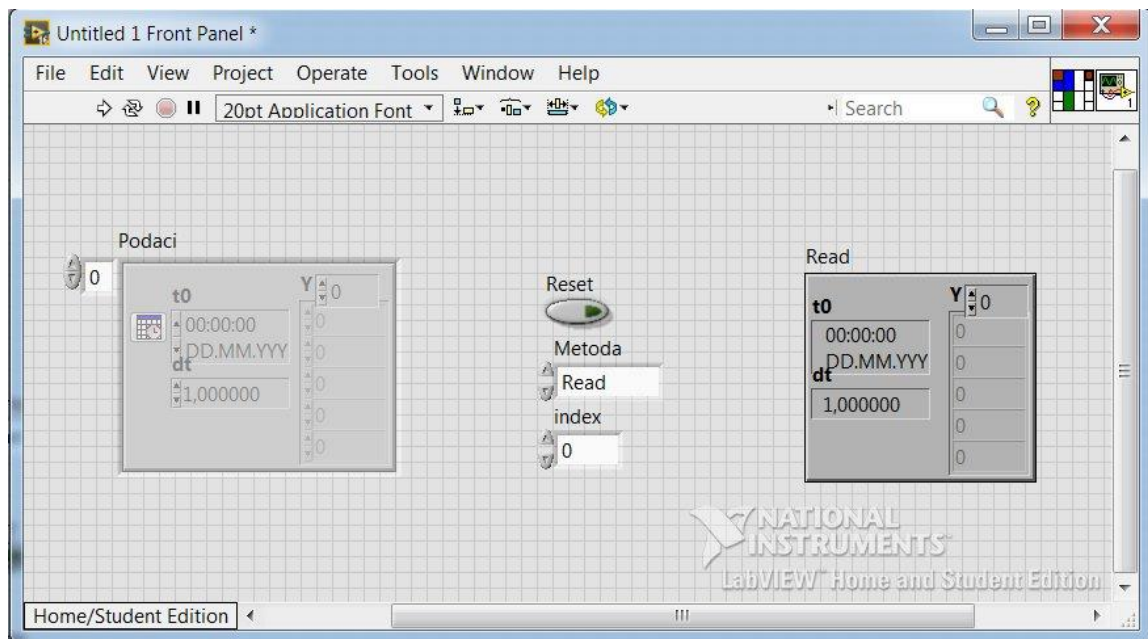 Untitled 1 Front Panel *
File Edit View Project Operate Tools Window Help
20pt Application Font
Search
1
Podaci
0
t0
00:00:00
DD.MM.YYY
dt
1,000000
Y 0
0
0
0
0
0
Reset
Metoda
Read
index
0
Read
t0
00:00:00
DD.MM.YYY
dt
1,000000
Y 0
0
0
0
0
0
NATIONAL
INSTRUMENTS
LabVIEW™ Home and Student Edition
Home/Student Edition